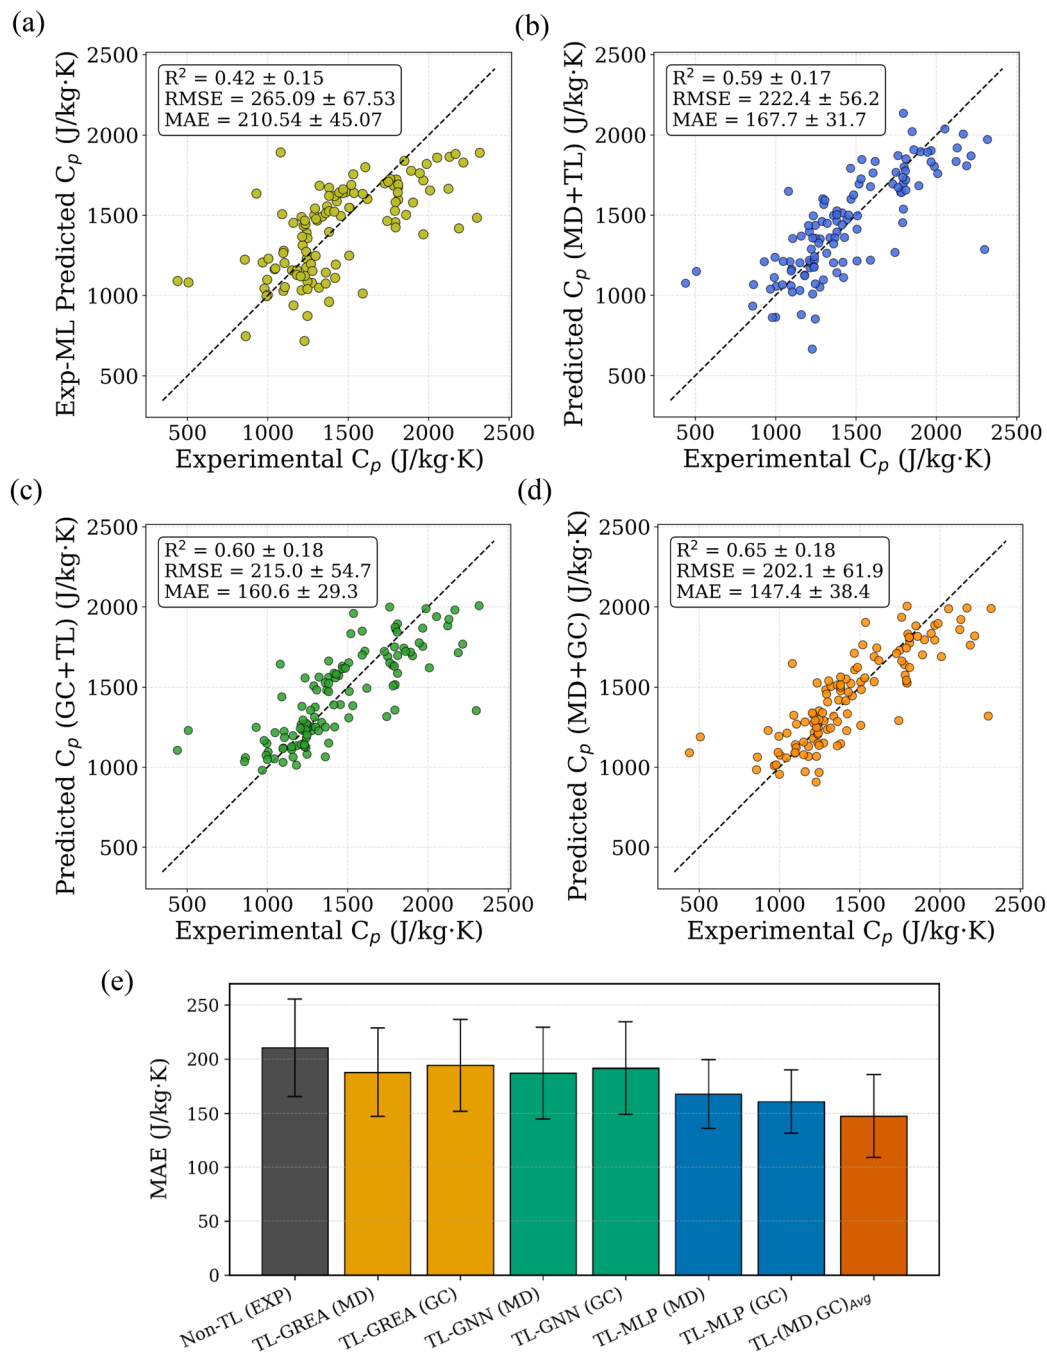 (a)
Exp-ML Predicted Cp (J/kg·K)
2500
2000
1500
1000
500
R² = 0.42 ± 0.15
RMSE = 265.09 ± 67.53
MAE = 210.54 ± 45.07
500 1000 1500 2000 2500
Experimental Cp (J/kg·K)
(b)
Predicted Cp (MD+TL) (J/kg·K)
2500
2000
1500
1000
500
R² = 0.59 ± 0.17
RMSE = 222.4 ± 56.2
MAE = 167.7 ± 31.7
500 1000 1500 2000 2500
Experimental Cp (J/kg·K)
(c)
Predicted Cp (GC+TL) (J/kg·K)
2500
2000
1500
1000
500
R² = 0.60 ± 0.18
RMSE = 215.0 ± 54.7
MAE = 160.6 ± 29.3
500 1000 1500 2000 2500
Experimental Cp (J/kg·K)
(d)
Predicted Cp (MD+GC) (J/kg·K)
2500
2000
1500
1000
500
R² = 0.65 ± 0.18
RMSE = 202.1 ± 61.9
MAE = 147.4 ± 38.4
500 1000 1500 2000 2500
Experimental Cp (J/kg·K)
(e)
MAE (J/kg·K)
250
200
150
100
50
0
Non-TL (EXP)
TL-GREA (MD)
TL-GREA (GC)
TL-GNN (MD)
TL-GNN (GC)
TL-MLP (MD)
TL-MLP (GC)
TL-(MD,GC)Avg